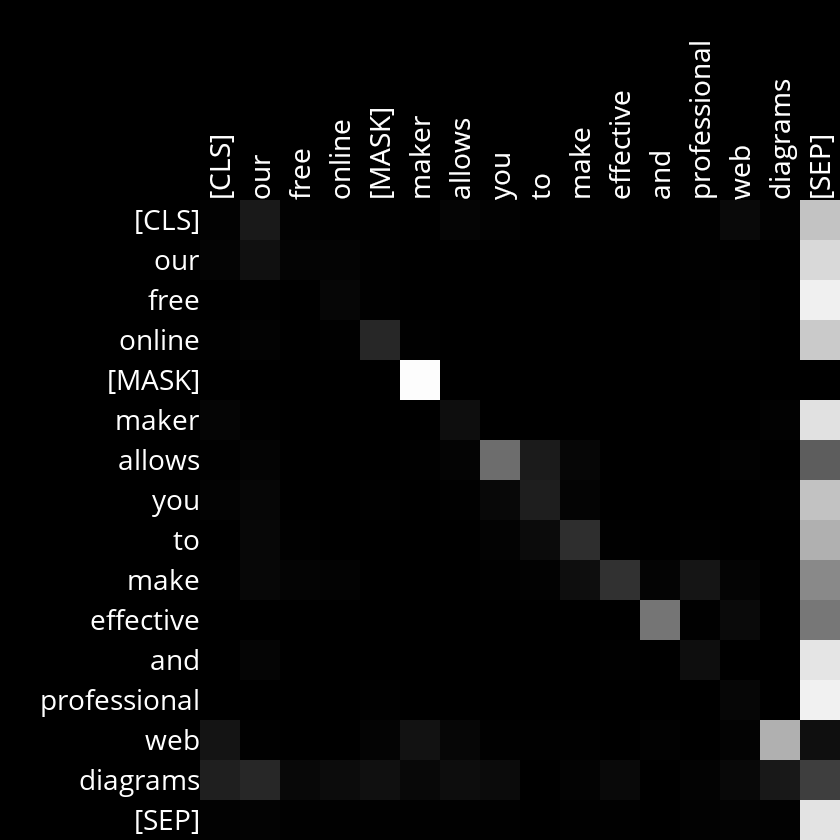 [CLS] our free online [MASK] maker allows you to make effective and professional web diagrams [SEP]
[CLS]
our
free
online
[MASK]
maker
allows
you
to
make
effective
and
professional
web
diagrams
[SEP]